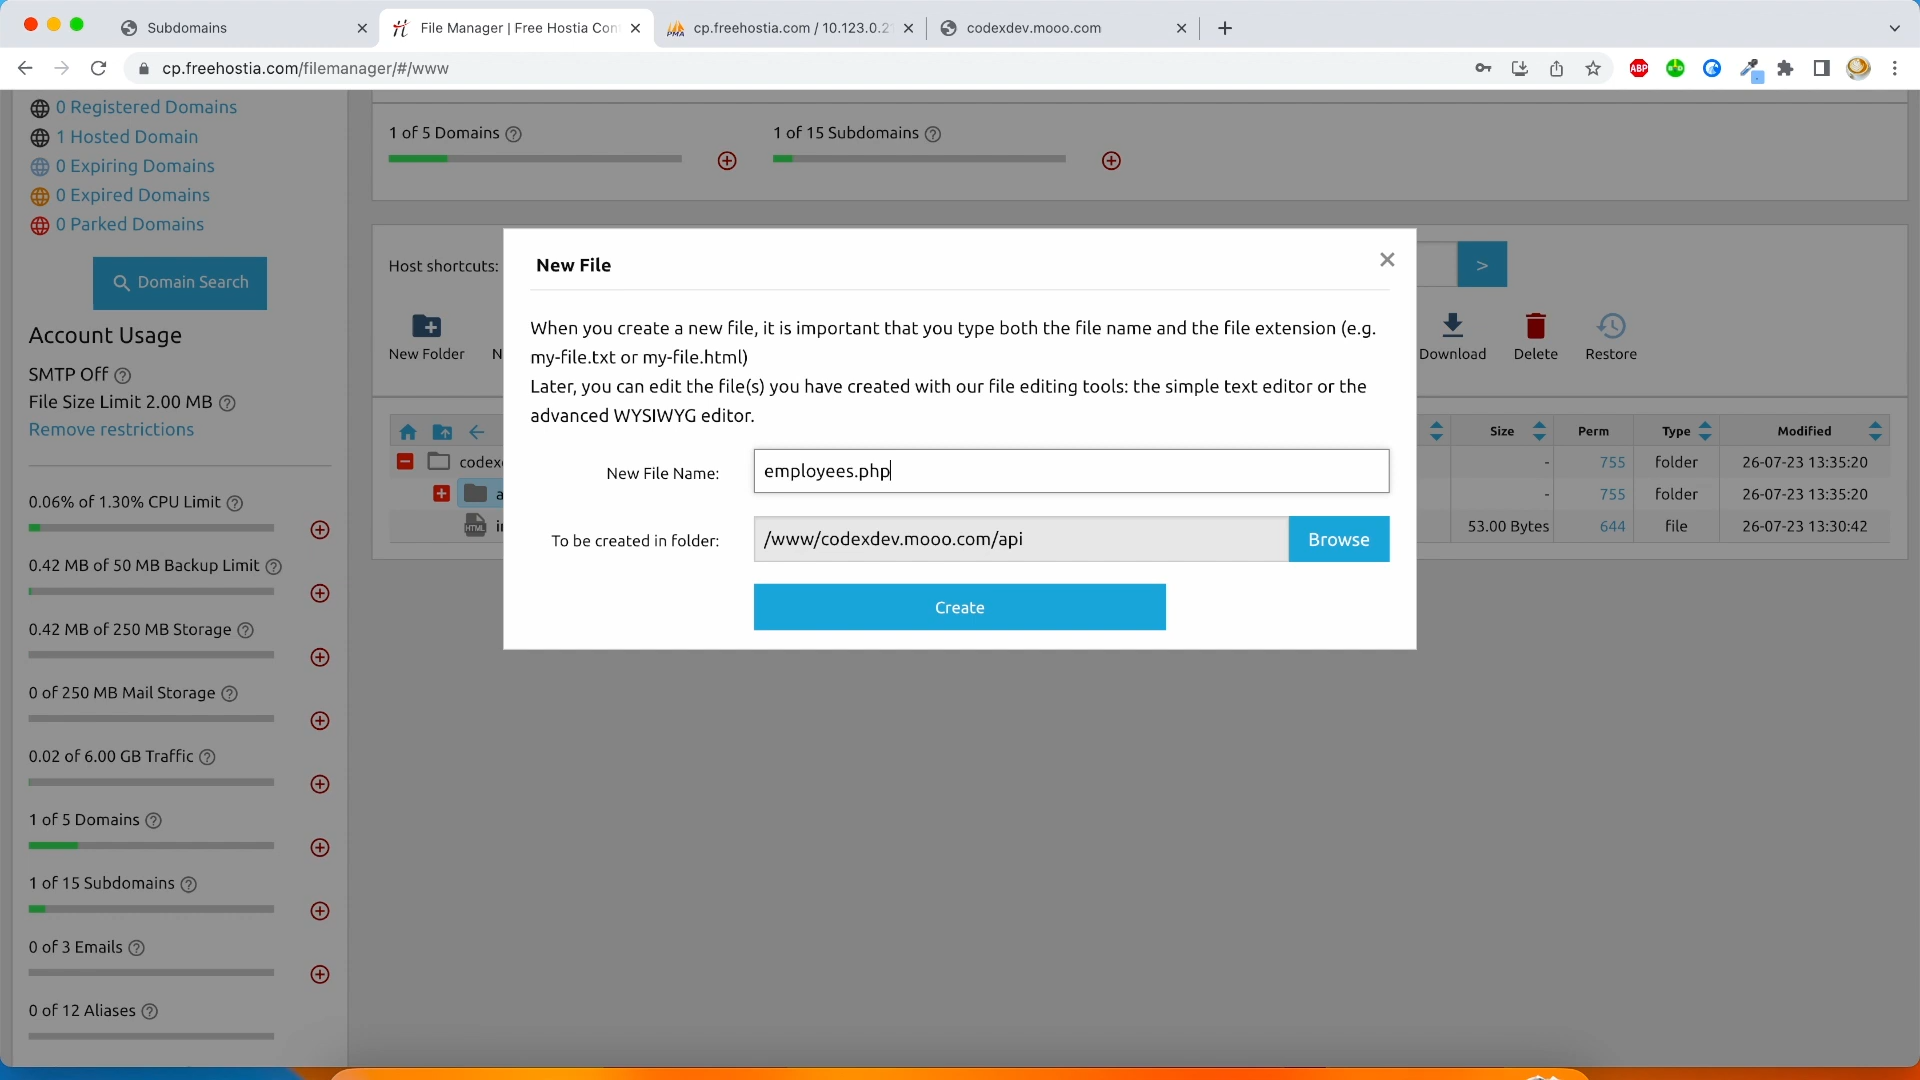 Subdomains
File Manager | Free Hostia Con
cp.freehostia.com / 10.123.0.2
codexdev.mooo.com
cp.freehostia.com/filemanager/#/www
ABP
0 Registered Domains
1 Hosted Domain
0 Expiring Domains
0 Expired Domains
0 Parked Domains
Domain Search
Account Usage
SMTP Off
File Size Limit 2.00 MB
Remove restrictions
0.06% of 1.30% CPU Limit
0.42 MB of 50 MB Backup Limit
0.42 MB of 250 MB Storage
0 of 250 MB Mail Storage
0.02 of 6.00 GB Traffic
1 of 5 Domains
1 of 15 Subdomains
0 of 3 Emails
0 of 12 Aliases
1 of 5 Domains
1 of 15 Subdomains
Host shortcuts:
>
New Folder
N
Download
Delete
Restore
Size
Perm
Type
Modified
codex
-
755
folder
26-07-23 13:35:20
a
-
755
folder
26-07-23 13:35:20
HTML
in
53.00 Bytes
644
file
26-07-23 13:30:42
New File
When you create a new file, it is important that you type both the file name and the file extension (e.g.
my-file.txt or my-file.html)
Later, you can edit the file(s) you have created with our file editing tools: the simple text editor or the
advanced WYSIWYG editor.
New File Name:
employees.php
To be created in folder:
/www/codexdev.mooo.com/api
Browse
Create